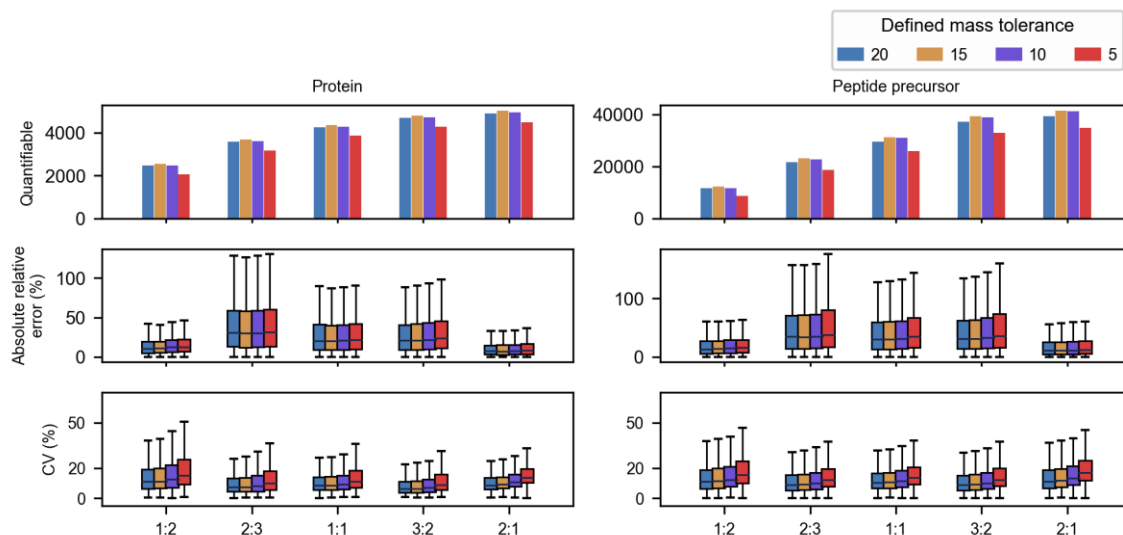 Defined mass tolerance
20 15 10 5
Protein
Peptide precursor
Quantifiable
4000
2000
0
40000
20000
0
Absolute relative
error (%)
100
50
0
100
0
CV (%)
50
20
0
50
20
0
1:2 2:3 1:1 3:2 2:1
1:2 2:3 1:1 3:2 2:1